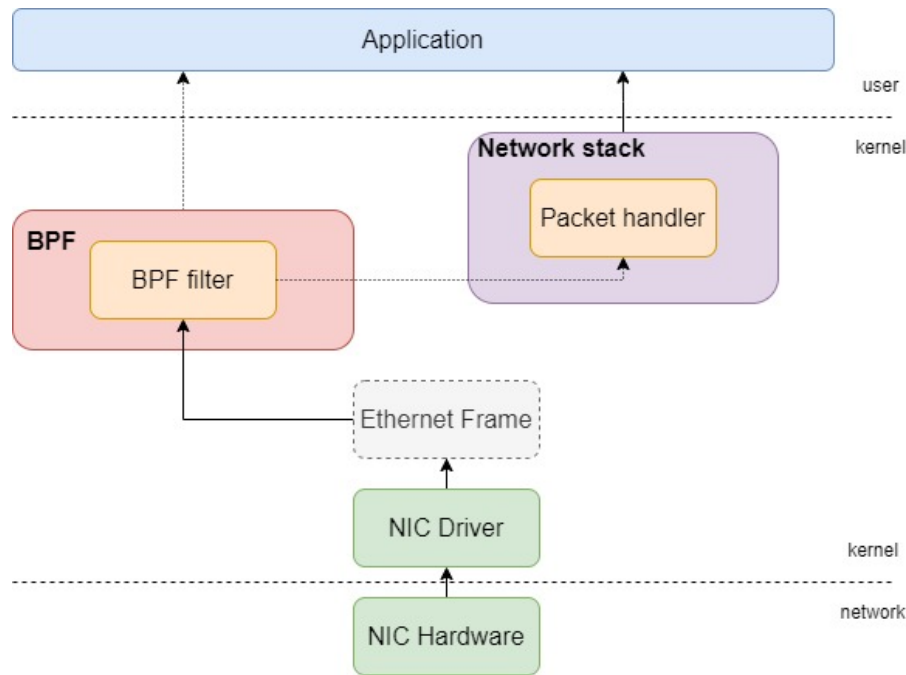 Application
user
kernel
Network stack
Packet handler
BPF
BPF filter
Ethernet Frame
NIC Driver
kernel
network
NIC Hardware